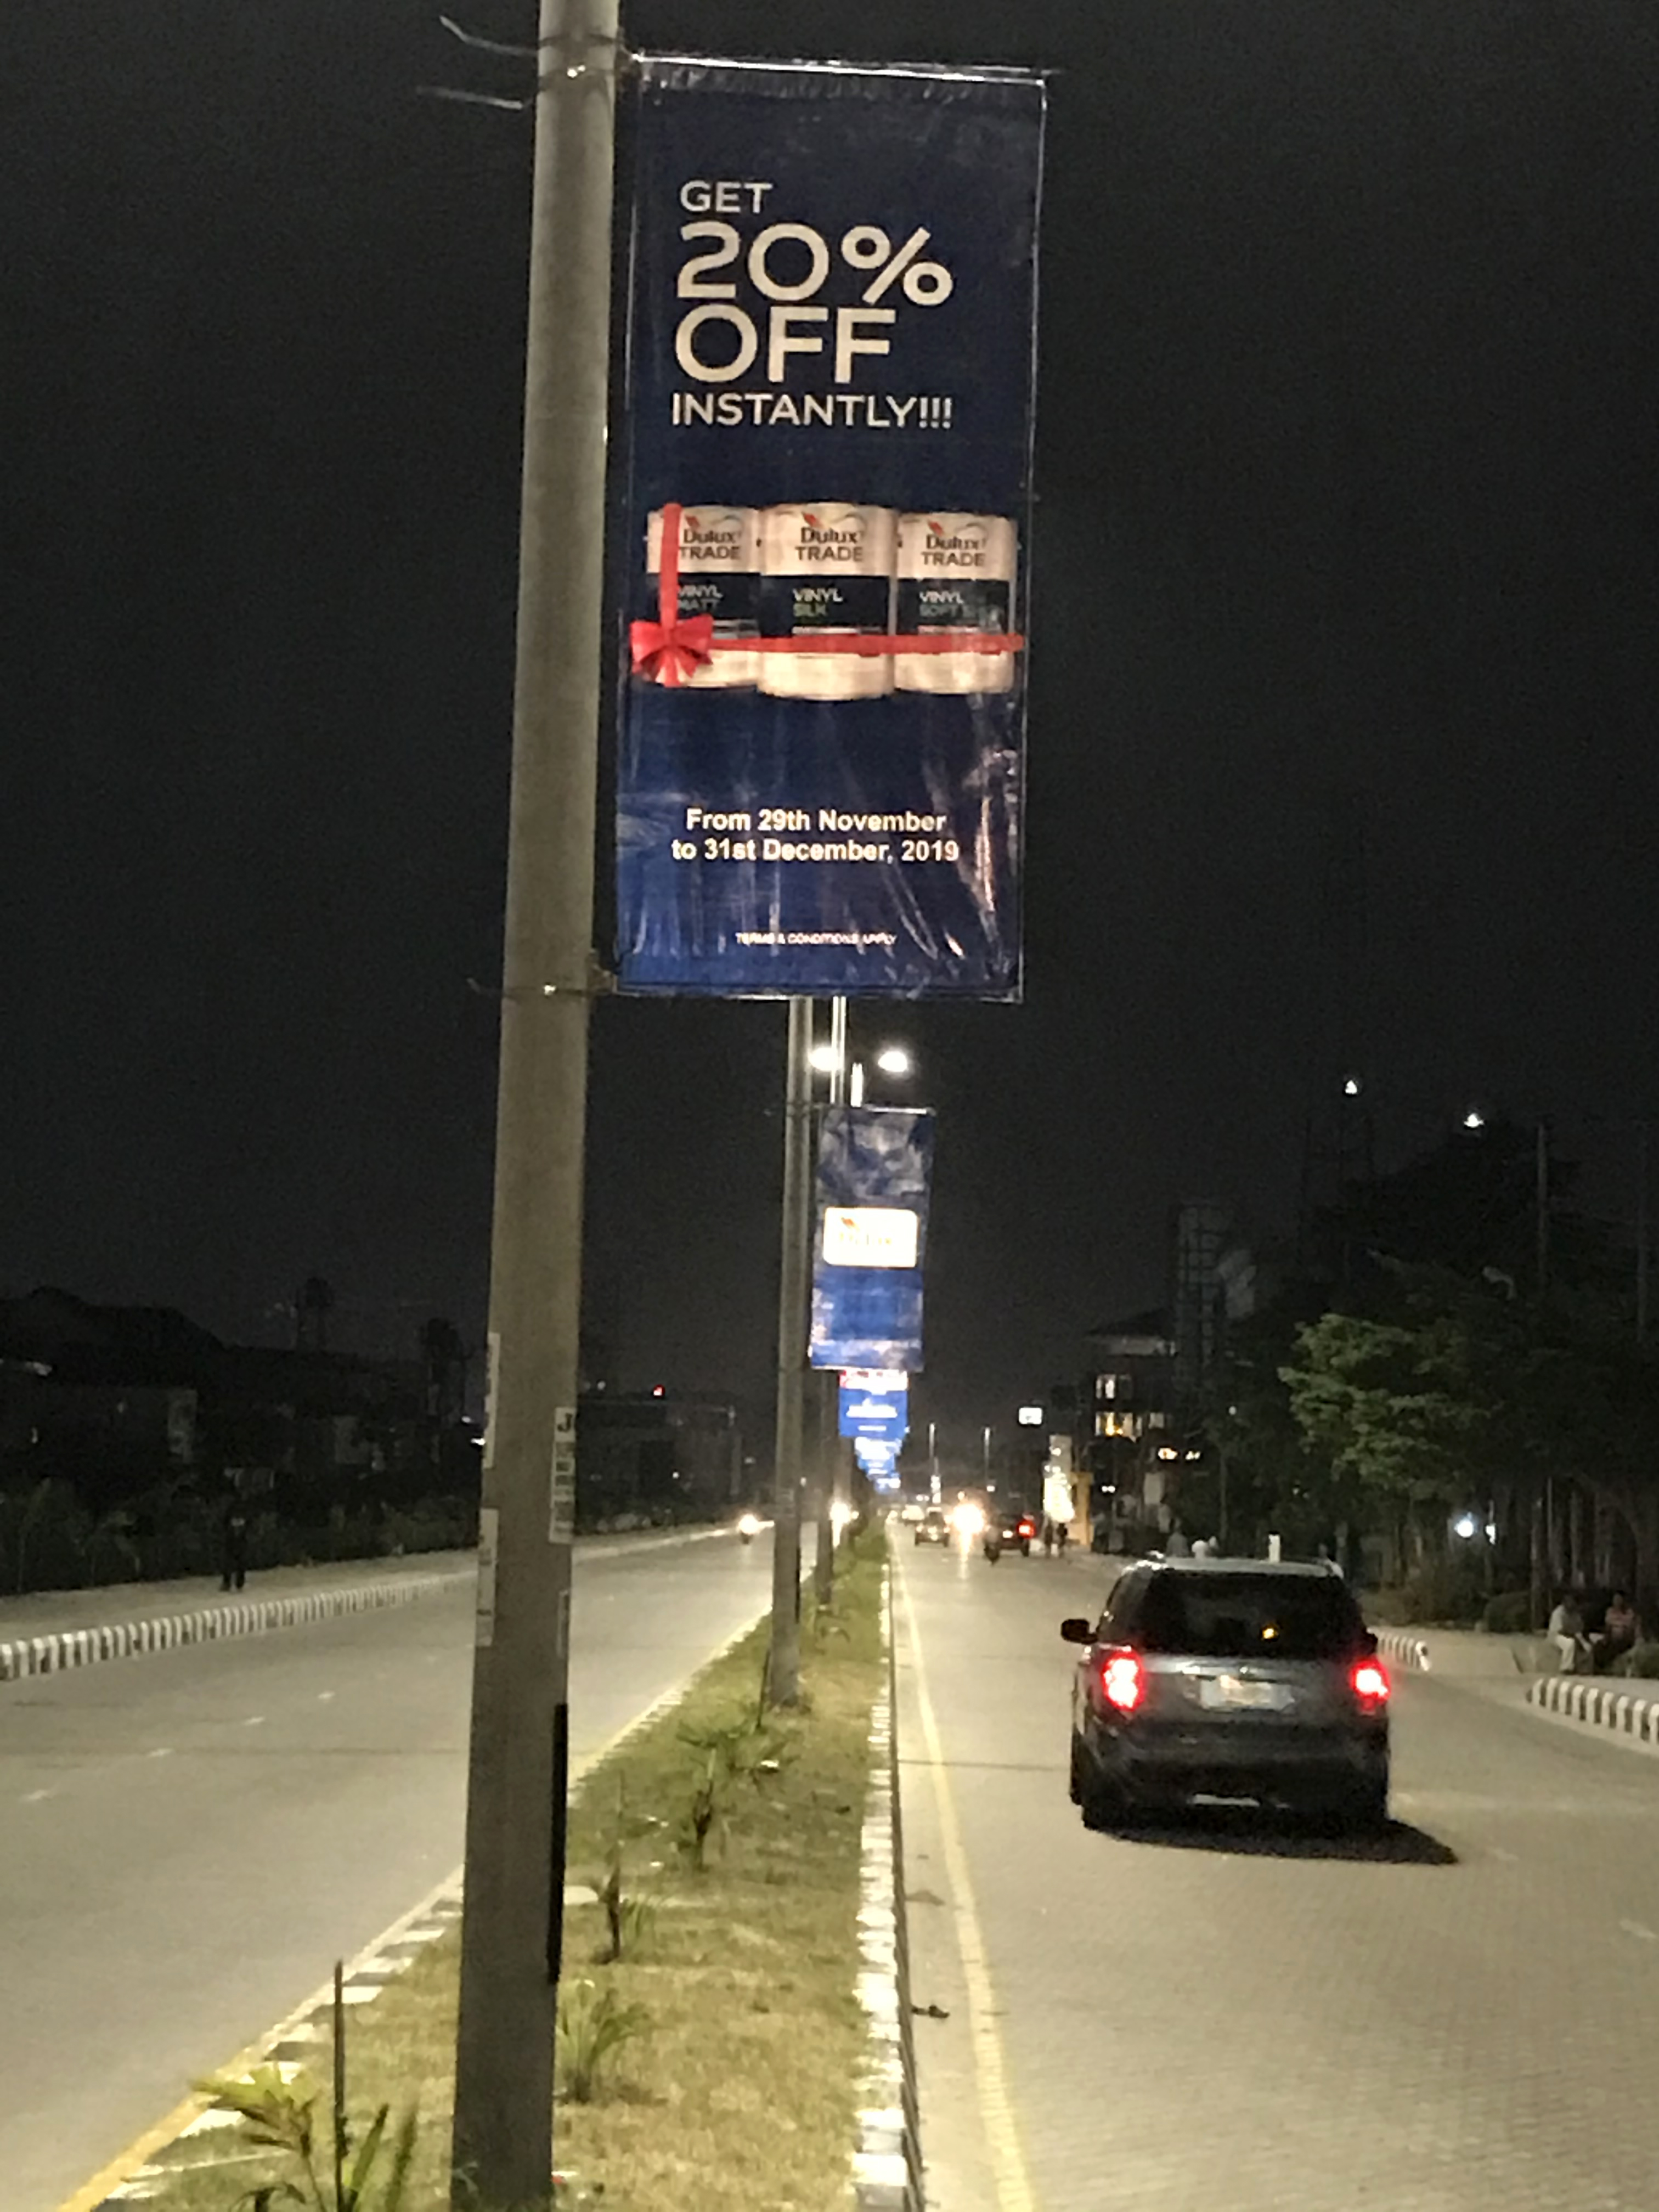 GET
20%
OFF
INSTANTLY!!!
Dulux
TRADE
VINYL
MATT
Dulux
TRADE
VINYL
SILK
Dulux
TRADE
VINYL
SOFT
From 29th November
to 31st December, 2019
TERMS & CONDITIONS APPLY